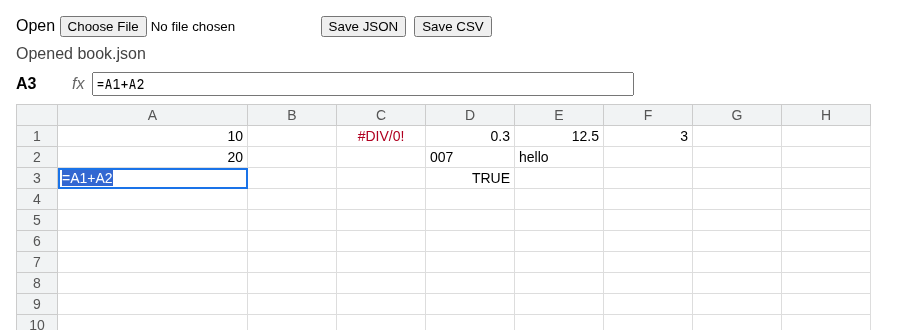 Open Choose File No file chosen Save JSON Save CSV
Opened book.json
A3 fx =A1+A2
A B C D E F G H
1 10 #DIV/0! 0.3 12.5 3
2 20 007 hello
3 =A1+A2 TRUE
4
5
6
7
8
9
10